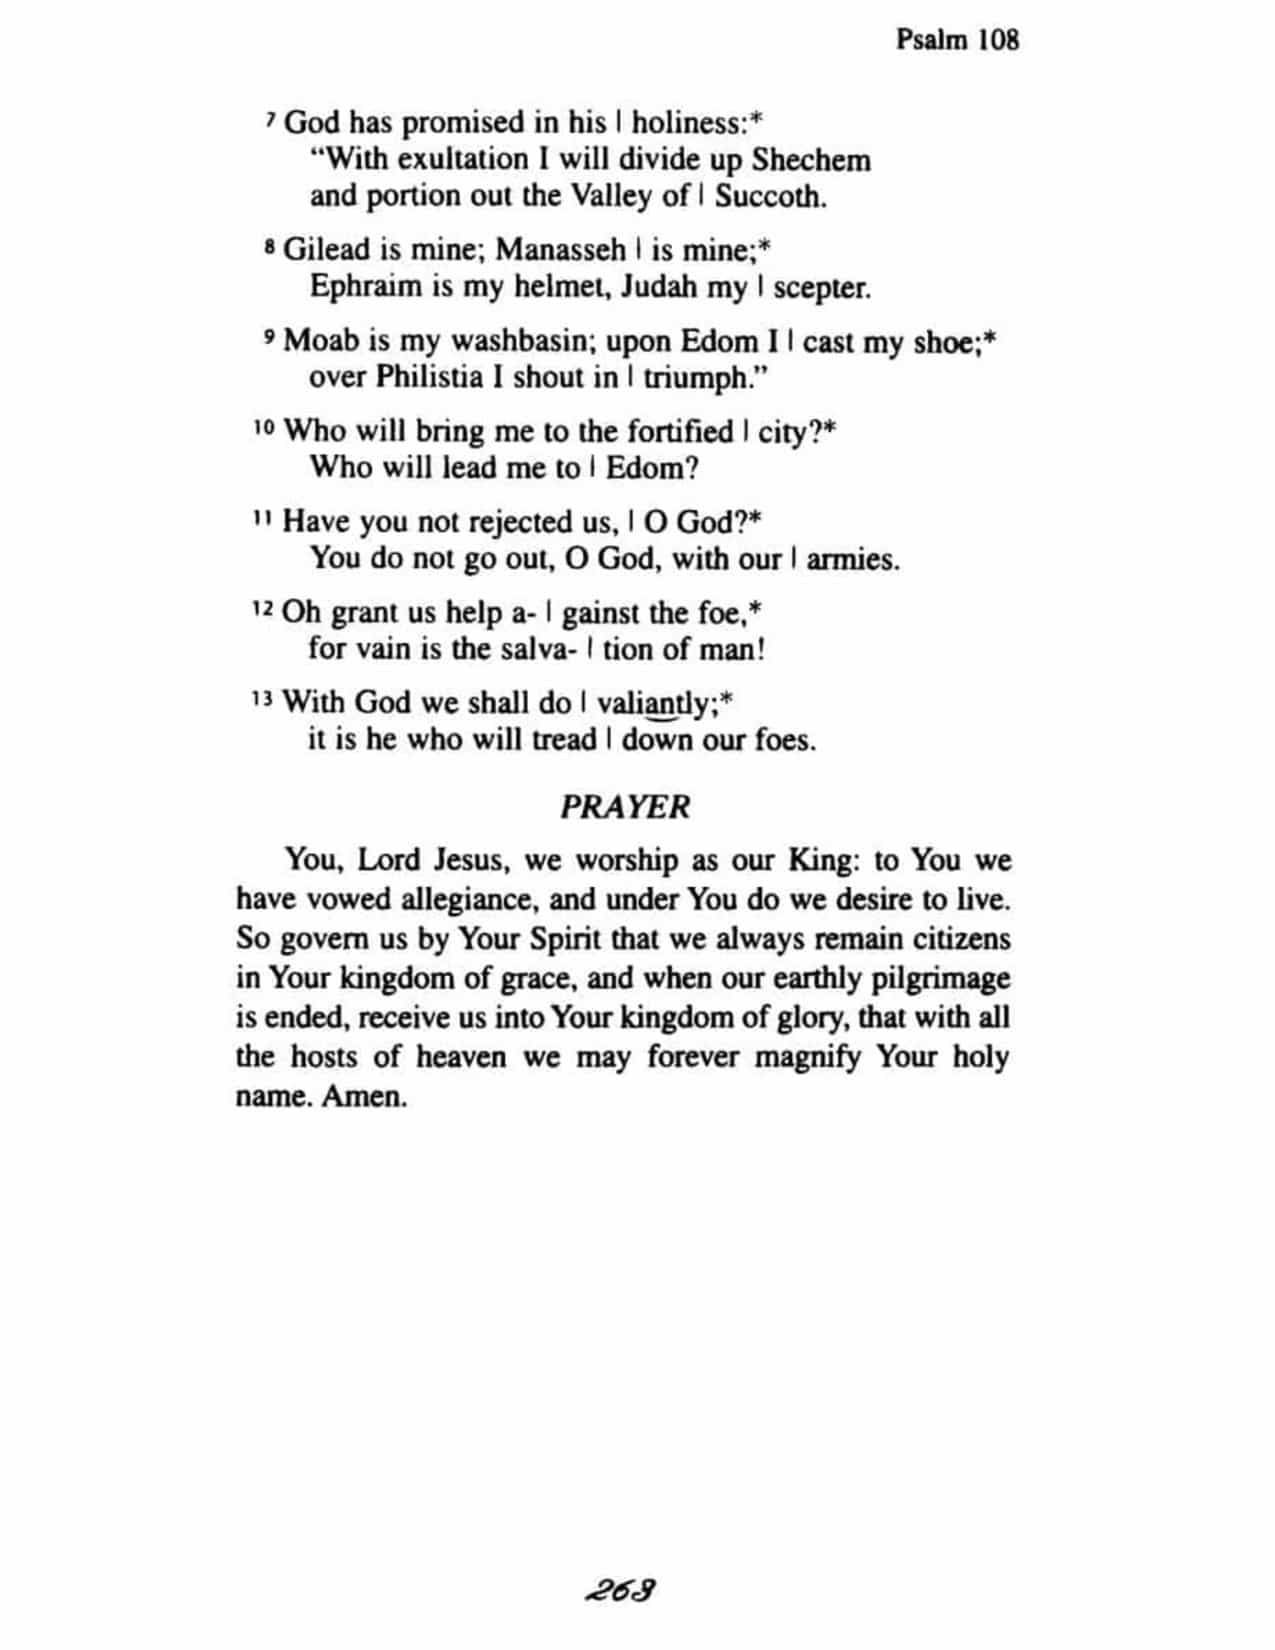 Psalm 108
7 God has promised in his | holiness:*
“With exultation I will divide up Shechem
and portion out the Valley of | Succoth.
8 Gilead is mine; Manasseh | is mine;*
Ephraim is my helmet, Judah my | scepter.
9 Moab is my washbasin; upon Edom I | cast my shoe;*
over Philistia I shout in | triumph.”
10 Who will bring me to the fortified | city?*
Who will lead me to | Edom?
11 Have you not rejected us, | O God?*
You do not go out, O God, with our | armies.
12 Oh grant us help a- | gainst the foe,*
for vain is the salva- | tion of man!
13 With God we shall do | valiantly;*
it is he who will tread | down our foes.
PRAYER
You, Lord Jesus, we worship as our King: to You we
have vowed allegiance, and under You do we desire to live.
So govern us by Your Spirit that we always remain citizens
in Your kingdom of grace, and when our earthly pilgrimage
is ended, receive us into Your kingdom of glory, that with all
the hosts of heaven we may forever magnify Your holy
name. Amen.
263